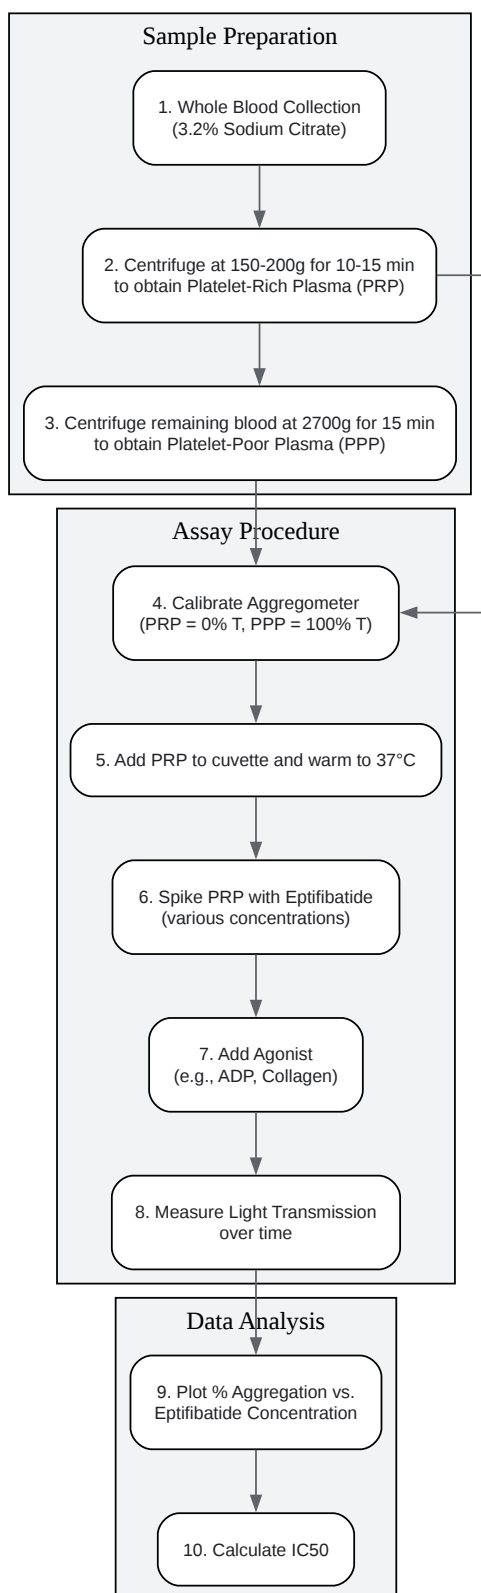 Sample Preparation
1. Whole Blood Collection
(3.2% Sodium Citrate)
2. Centrifuge at 150-200g for 10-15 min
to obtain Platelet-Rich Plasma (PRP)
3. Centrifuge remaining blood at 2700g for 15 min
to obtain Platelet-Poor Plasma (PPP)
Assay Procedure
4. Calibrate Aggregometer
(PRP = 0% T, PPP = 100% T)
5. Add PRP to cuvette and warm to 37°C
6. Spike PRP with Eptifibatide
(various concentrations)
7. Add Agonist
(e.g., ADP, Collagen)
8. Measure Light Transmission
over time
Data Analysis
9. Plot % Aggregation vs.
Eptifibatide Concentration
10. Calculate IC50